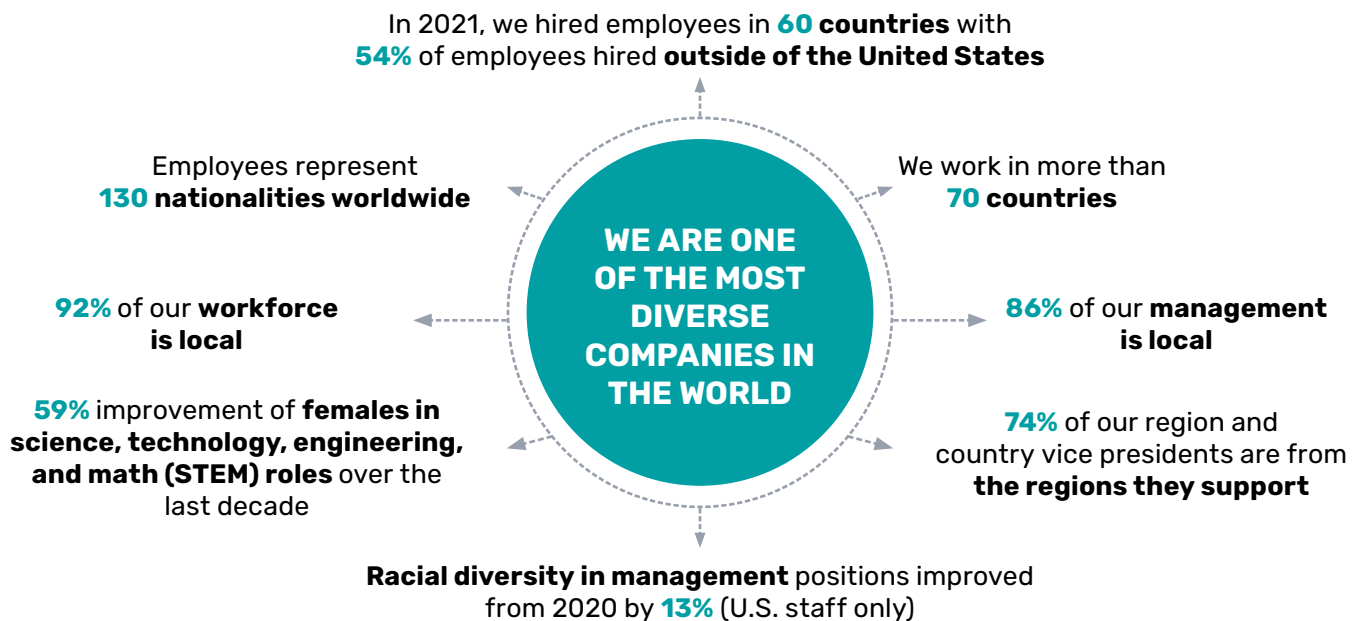 In 2021, we hired employees in 60 countries with
54% of employees hired outside of the United States
Employees represent
130 nationalities worldwide
We work in more than
70 countries
WE ARE ONE
OF THE MOST
DIVERSE
COMPANIES IN
THE WORLD
92% of our workforce
is local
86% of our management
is local
59% improvement of females in
science, technology, engineering,
and math (STEM) roles over the
last decade
74% of our region and
country vice presidents are from
the regions they support
Racial diversity in management positions improved
from 2020 by 13% (U.S. staff only)